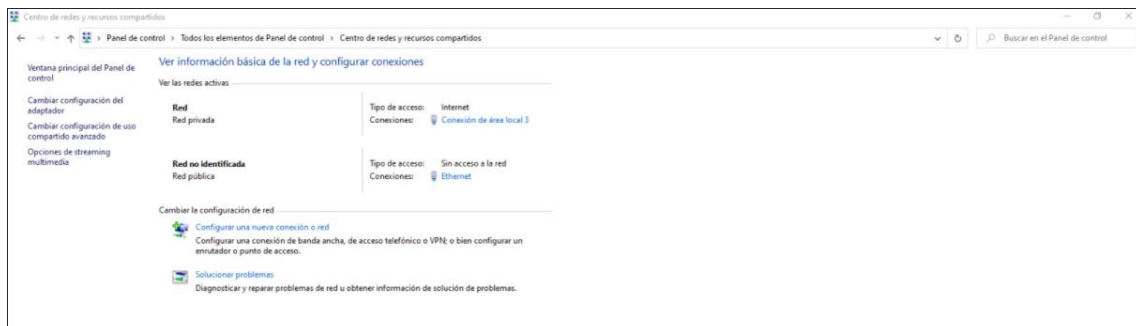 Centro de redes y recursos compartidos
Panel de control › Todos los elementos de Panel de control › Centro de redes y recursos compartidos
Buscar en el Panel de control
Ventana principal del Panel de
control
Cambiar configuración del
adaptador
Cambiar configuración de uso
compartido avanzado
Opciones de streaming
multimedia
Ver información básica de la red y configurar conexiones
Ver las redes activas
Red
Red privada
Tipo de acceso: Internet
Conexiones: Conexión de área local 3
Red no identificada
Red pública
Tipo de acceso: Sin acceso a la red
Conexiones: Ethernet
Cambiar la configuración de red
Configurar una nueva conexión o red
Configurar una conexión de banda ancha, de acceso telefónico o VPN; o bien configurar un
enrutador o punto de acceso.
Solucionar problemas
Diagnosticar y reparar problemas de red u obtener información de solución de problemas.